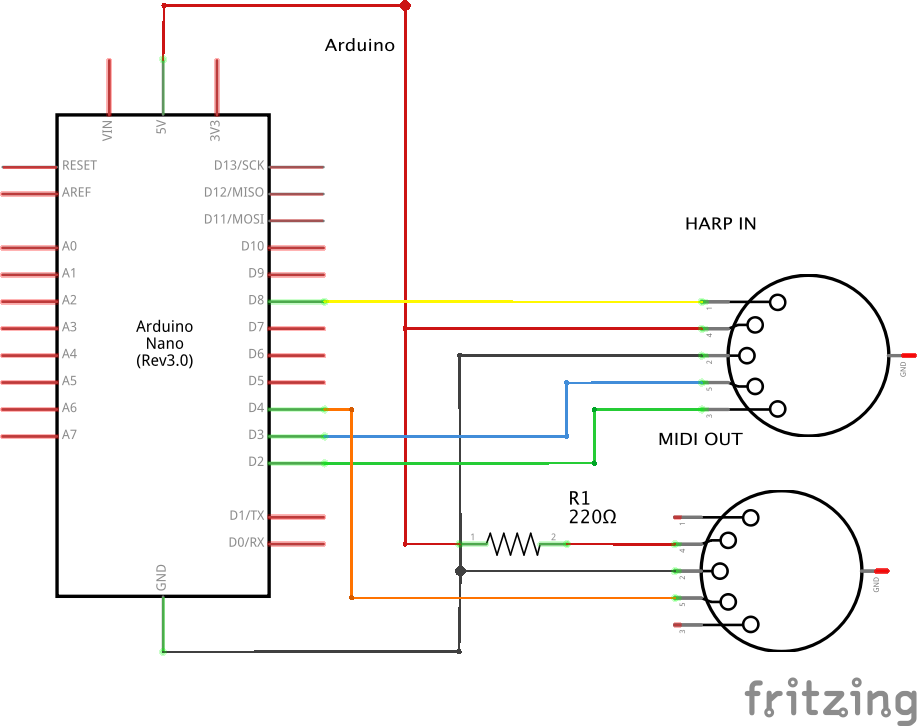 Arduino
VIN
5V
3V3
RESET
D13/SCK
AREF
D12/MISO
D11/MOSI
HARP IN
A0
D10
A1
D9
A2
D8
1
A3
Arduino
Nano
(Rev3.0)
D7
4
A4
D6
2
GND
A5
D5
5
A6
D4
3
A7
D3
MIDI OUT
D2
R1
220Ω
D1/TX
1
D0/RX
1
2
4
GND
2
GND
5
3
fritzing